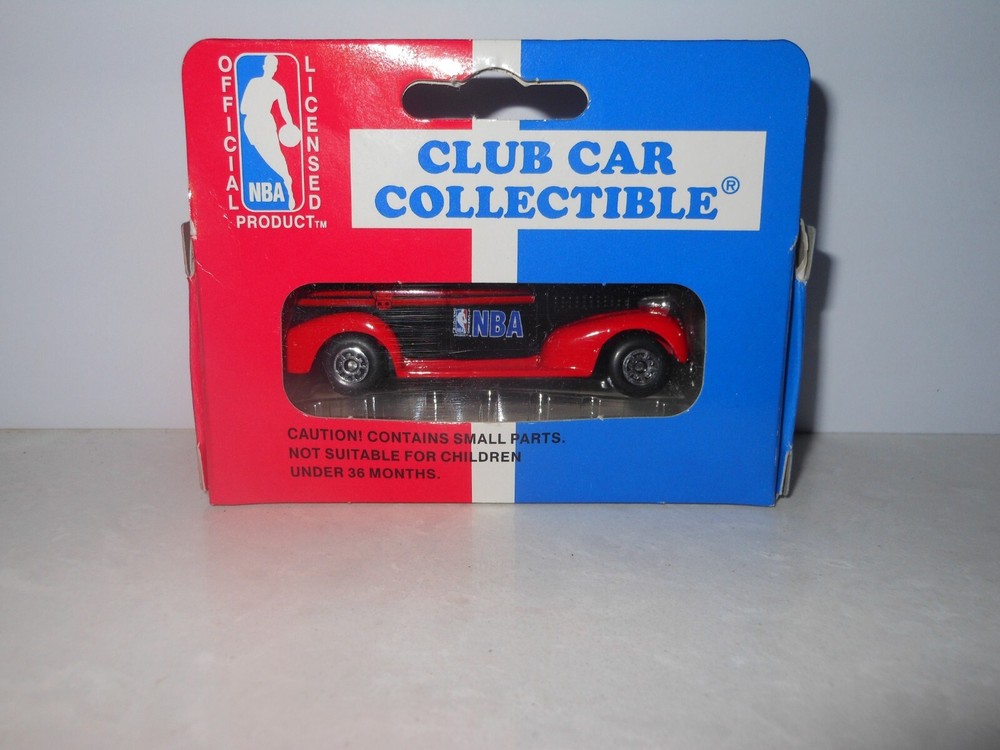 OFFICIAL
LICENSED
NBA
PRODUCT™
CLUB CAR
COLLECTIBLE®
NBA
CAUTION! CONTAINS SMALL PARTS.
NOT SUITABLE FOR CHILDREN
UNDER 36 MONTHS.